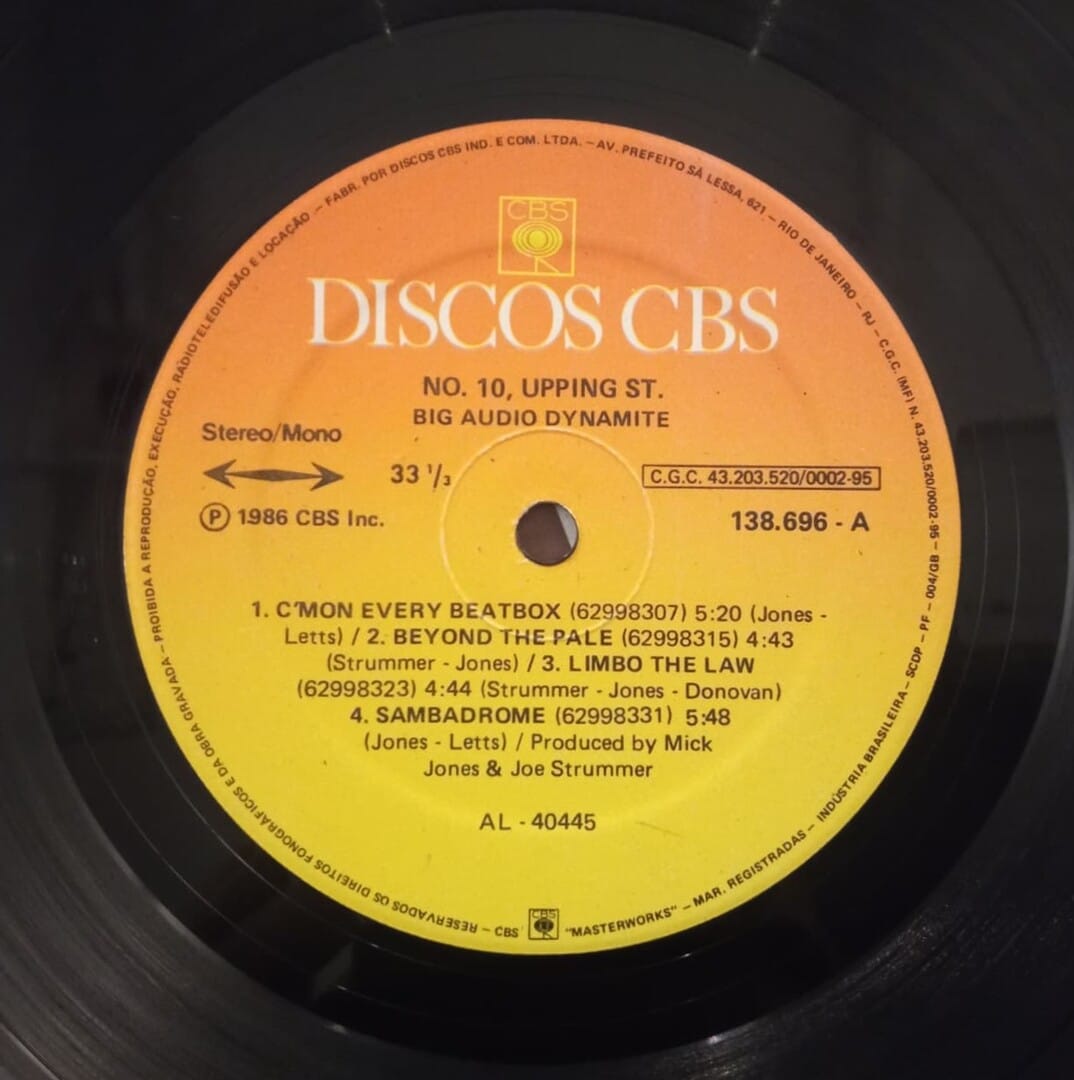 CBS
DISCOS CBS
NO. 10, UPPING ST.
BIG AUDIO DYNAMITE
Stereo/Mono
33 1/3
C.G.C. 43.203.520/0002-95
Ⓟ 1986 CBS Inc.
138.696 - A
1. C'MON EVERY BEATBOX (62998307) 5:20 (Jones -
Letts) / 2. BEYOND THE PALE (62998315) 4:43
(Strummer - Jones) / 3. LIMBO THE LAW
(62998323) 4:44 (Strummer - Jones - Donovan)
4. SAMBADROME (62998331) 5:48
(Jones - Letts) / Produced by Mick
Jones & Joe Strummer
AL - 40445
RESERVADOS OS DIREITOS FONOGRÁFICOS E DA OBRA GRAVADA - PROIBIDA A REPRODUÇÃO, EXECUÇÃO, RADIOTELEDIFUSÃO E LOCAÇÃO - FABR. POR DISCOS CBS IND. E COM. LTDA. - AV. PREFEITO SÁ LESSA, 621 - RIO DE JANEIRO - RJ - C.G.C. (MF) N. 43.203.520/0002-95 - 004/GB - PF - SCDP - INDÚSTRIA BRASILEIRA - MAR. REGISTRADAS - "MASTERWORKS" CBS - CBS -